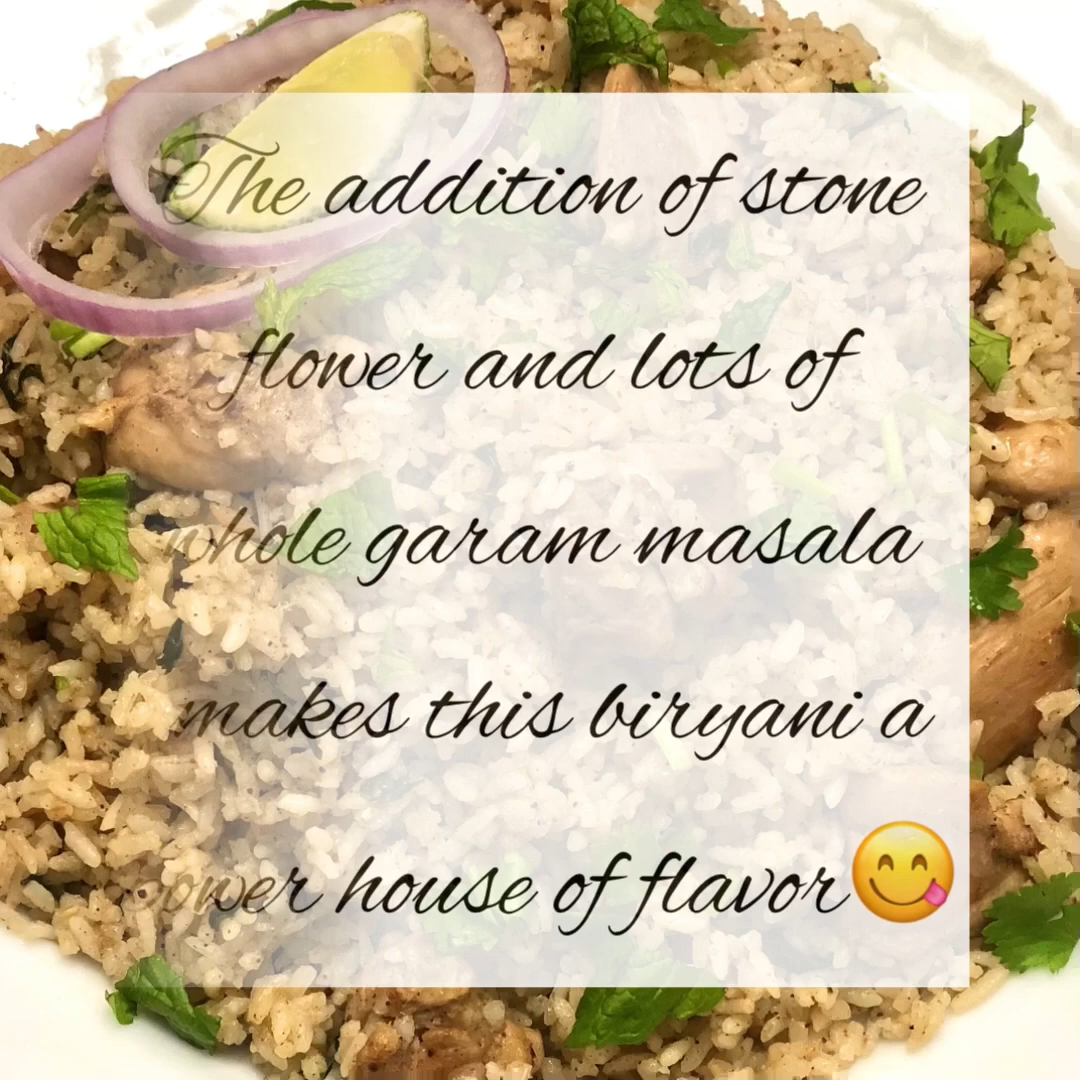 The addition of stone
flower and lots of
whole garam masala
makes this biryani a
power house of flavor😋